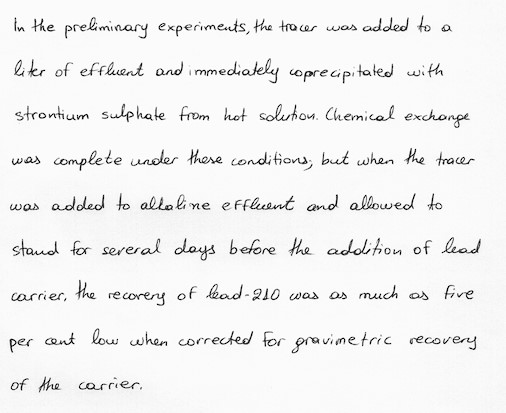 In the preliminary experiments, the tracer was added to a
liter of effluent and immediately coprecipitated with
strontium sulphate from hot solution. Chemical exchange
was complete under these conditions, but when the tracer
was added to alkaline effluent and allowed to
stand for several days before the addition of lead
carrier, the recovery of lead-210 was as much as five
per cent low when corrected for gravimetric recovery
of the carrier.